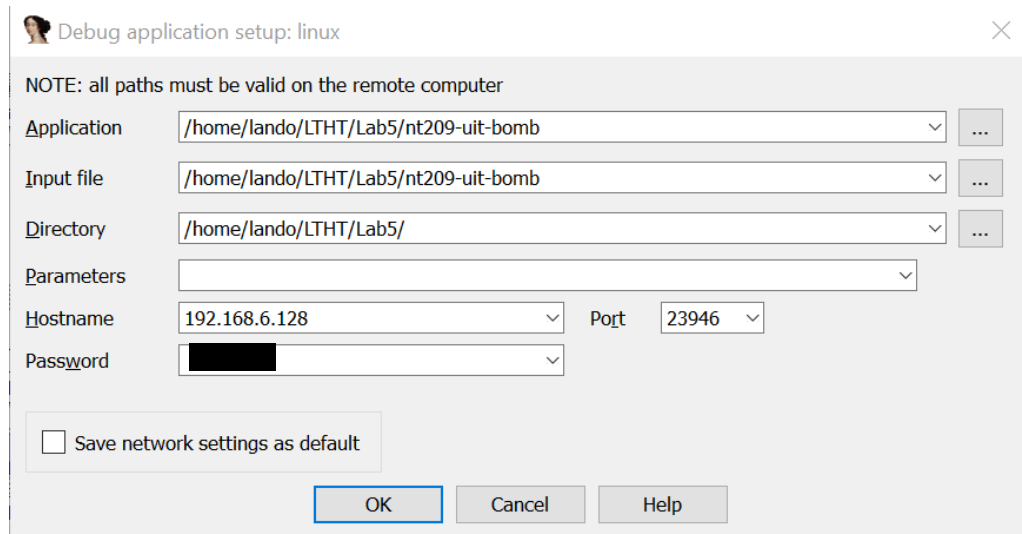 Debug application setup: linux
NOTE: all paths must be valid on the remote computer
Application /home/lando/LTHT/Lab5/nt209-uit-bomb ...
Input file /home/lando/LTHT/Lab5/nt209-uit-bomb ...
Directory /home/lando/LTHT/Lab5/ ...
Parameters
Hostname 192.168.6.128 Port 23946
Password
Save network settings as default
OK Cancel Help